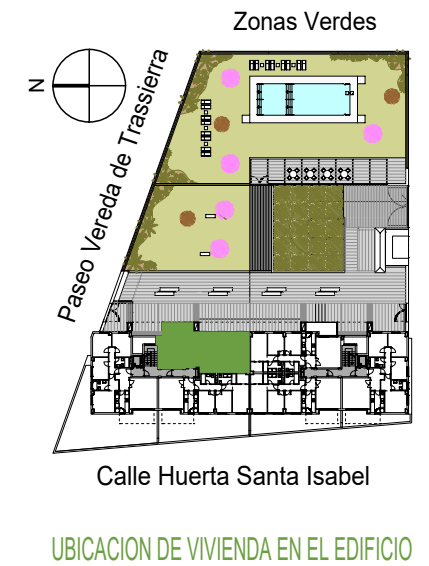 Zonas Verdes
N
Paseo Vereda de Trassierra
Calle Huerta Santa Isabel
UBICACION DE VIVIENDA EN EL EDIFICIO